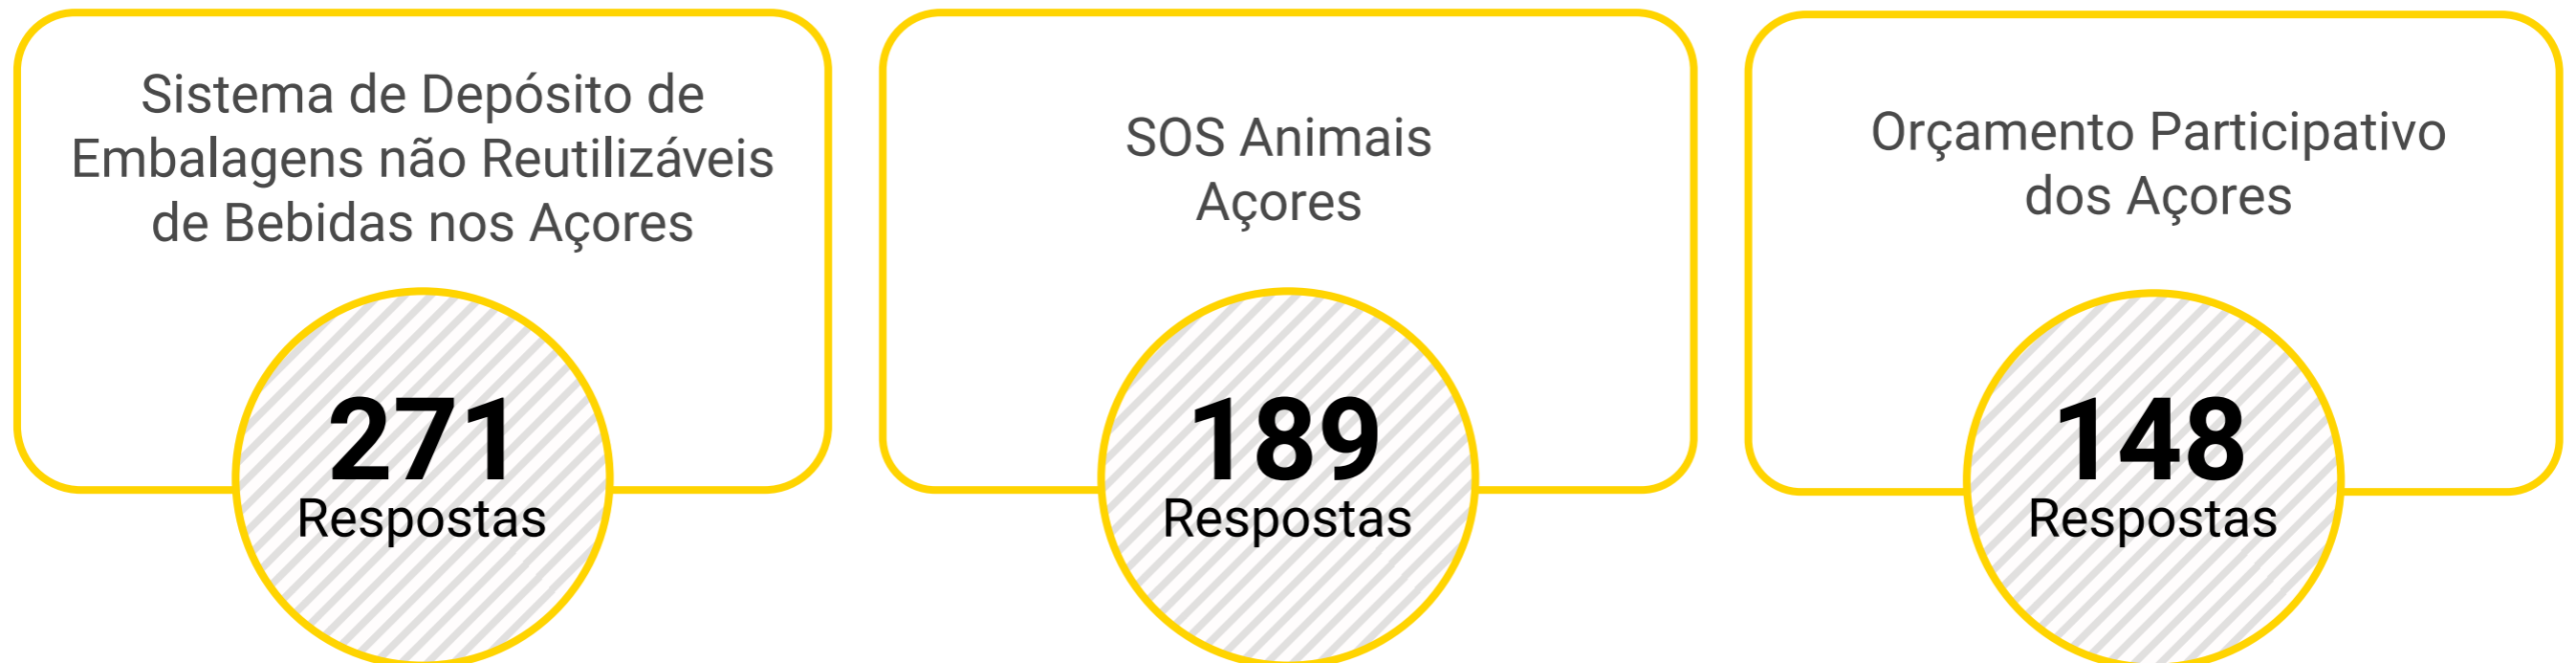 Sistema de Depósito de
Embalagens não Reutilizáveis
de Bebidas nos Açores
271
Respostas
SOS Animais
Açores
189
Respostas
Orçamento Participativo
dos Açores
148
Respostas